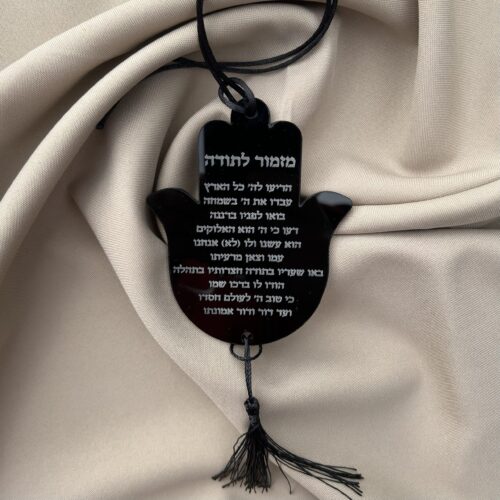 מזמור לתודה
הריעו לה' כל הארץ
עבדו את ה' בשמחה
בואו לפניו ברננה
דעו כי ה' הוא האלוקים
הוא עשנו ולו (לא) אנחנו
עמו וצאן מרעיתו
באו שעריו בתודה חצרותיו בתהלה
הודו לו ברכו שמו
כי טוב ה' לעולם חסדו
ועד דור ודור אמונתו